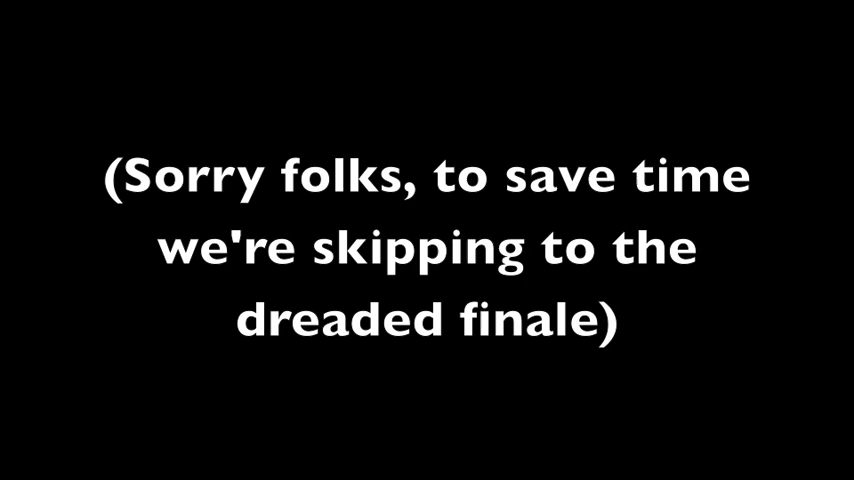 (Sorry folks, to save time
we're skipping to the
dreaded finale)